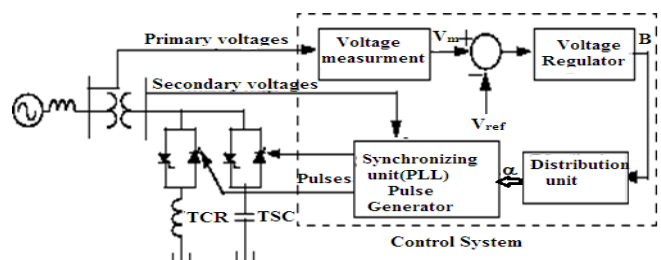 Primary voltages
Voltage
measurment
Vm
+
-
Vref
Voltage
Regulator
B
Secondary voltages
Synchronizing
unit(PLL)
Pulse
Generator
α
Distribution
unit
Pulses
TCR
TSC
Control System